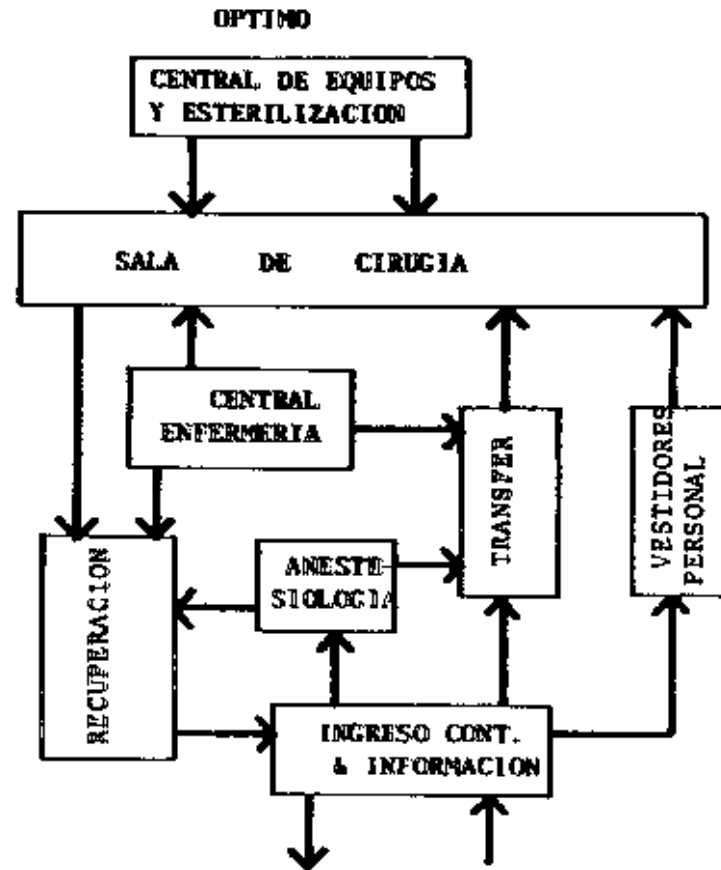 OPTIMO
CENTRAL DE EQUIPOS
Y ESTERILIZACION
SALA DE CIRUGIA
CENTRAL
ENFERMERIA
TRANSFER
VESTIDORES
PERSONAL
RECUPERACION
ANESTE
SIOLOGIA
INGRESO CONT.
& INFORMACION